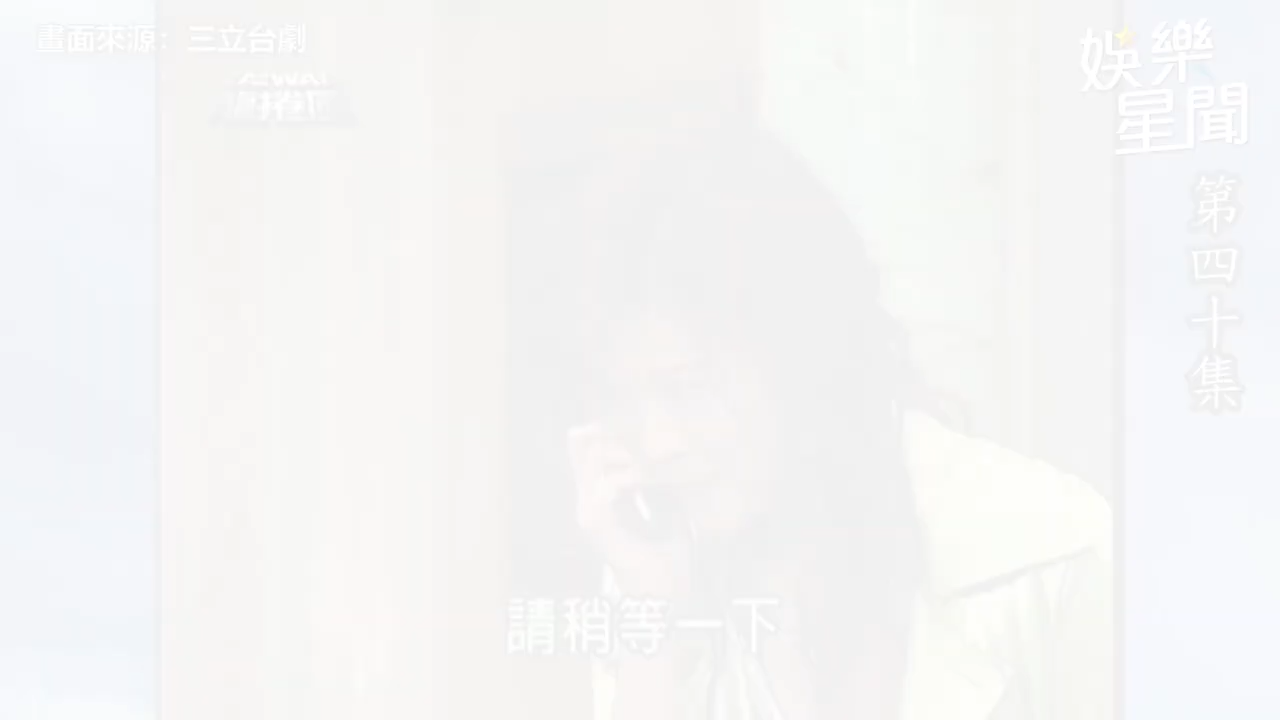 畫面來源：三立台劇
娛樂
星聞
第四十集
請稍等一下